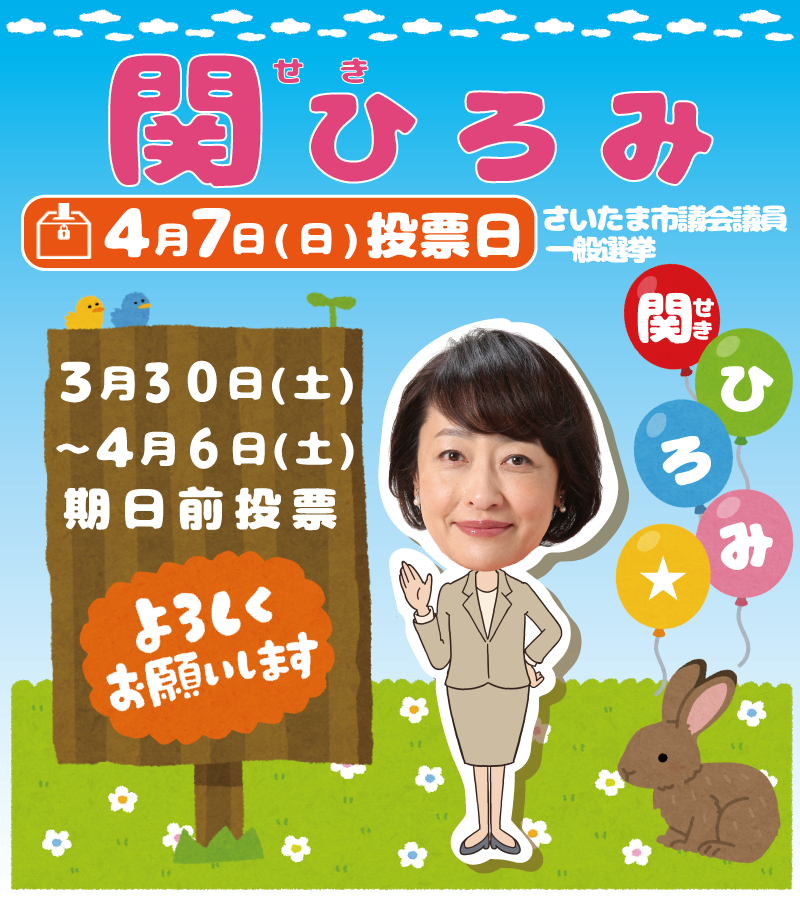 せき
関ひろみ
4月7日(日)投票日
さいたま市議会議員
一般選挙
3月30日(土)
〜4月6日(土)
期日前投票
よろしく
お願いします
関せき
ひ
ろ
み
★